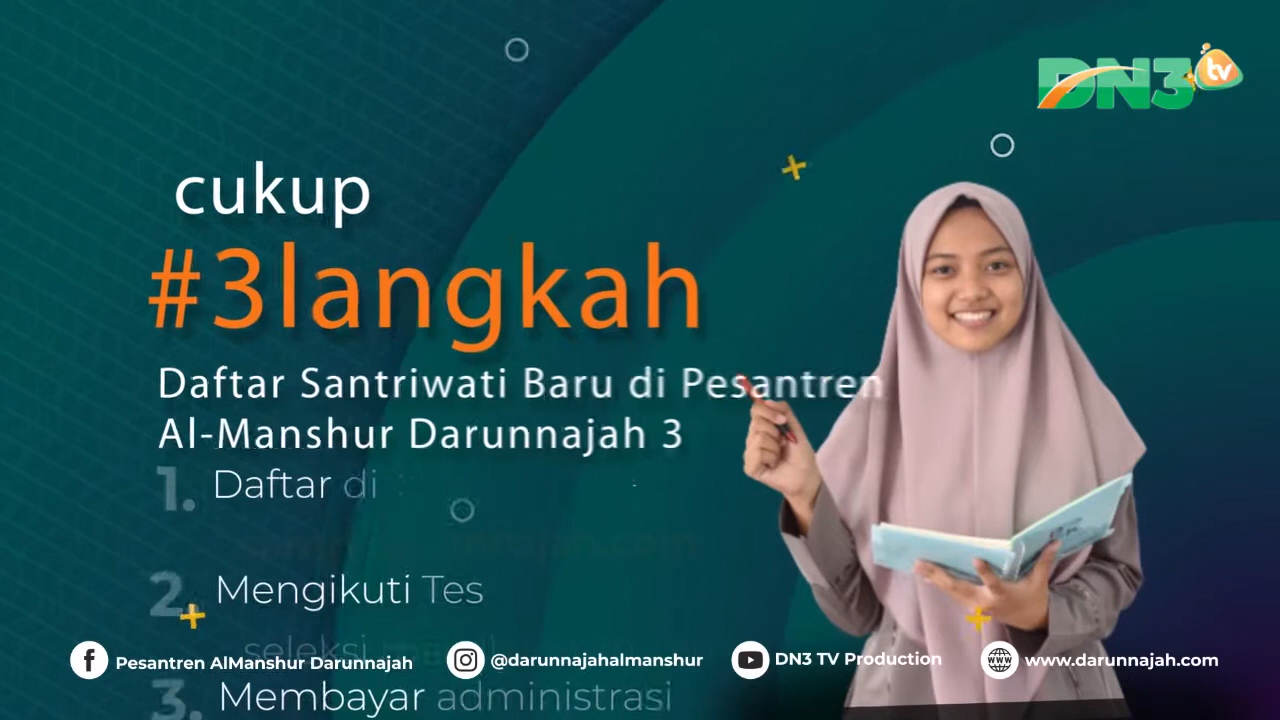 DN3 tv
cukup
#3langkah
Daftar Santriwati Baru di Pesantren
Al-Manshur Darunnajah 3
1. Daftar di
2. Mengikuti Tes
seleksi
3. Membayar administrasi
Pesantren AlManshur Darunnajah
@darunnajahalmanshur
DN3 TV Production
www.darunnajah.com